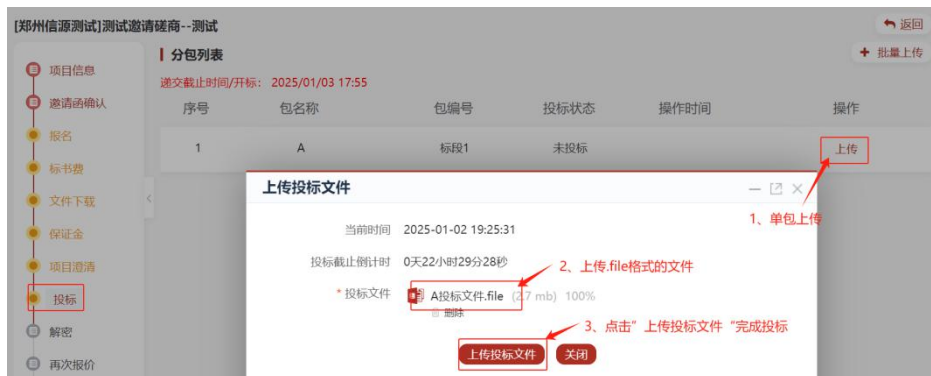 [郑州信源测试]测试邀请磋商--测试
返回
分包列表
+ 批量上传
项目信息
递交截止时间/开标: 2025/01/03 17:55
序号 包名称 包编号 投标状态 操作时间 操作
邀请函确认
报名
1 A 标段1 未投标 上传
标书费
上传投标文件
文件下载
1、单包上传
当前时间 2025-01-02 19:25:31
保证金
投标截止倒计时 0天22小时29分28秒
2、上传.file格式的文件
项目澄清
* 投标文件 A投标文件.file (2.7 mb) 100%
投标
删除
3、点击”上传投标文件“完成投标
解密
上传投标文件 关闭
再次报价